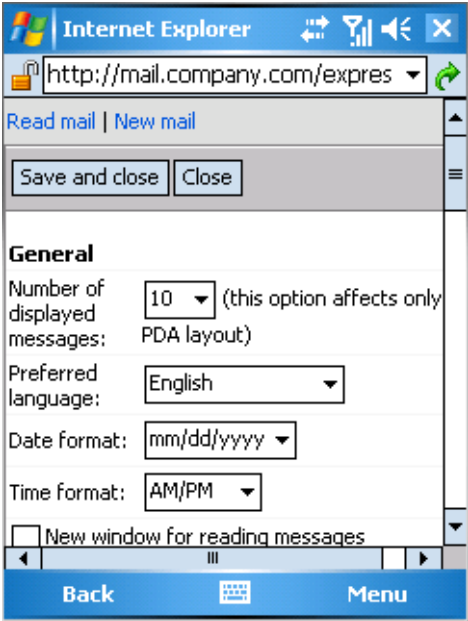 Internet Explorer
http://mail.company.com/expres
Read mail | New mail
Save and close Close
General
Number of displayed messages: 10 (this option affects only PDA layout)
Preferred language: English
Date format: mm/dd/yyyy
Time format: AM/PM
New window for reading messages
Back Menu